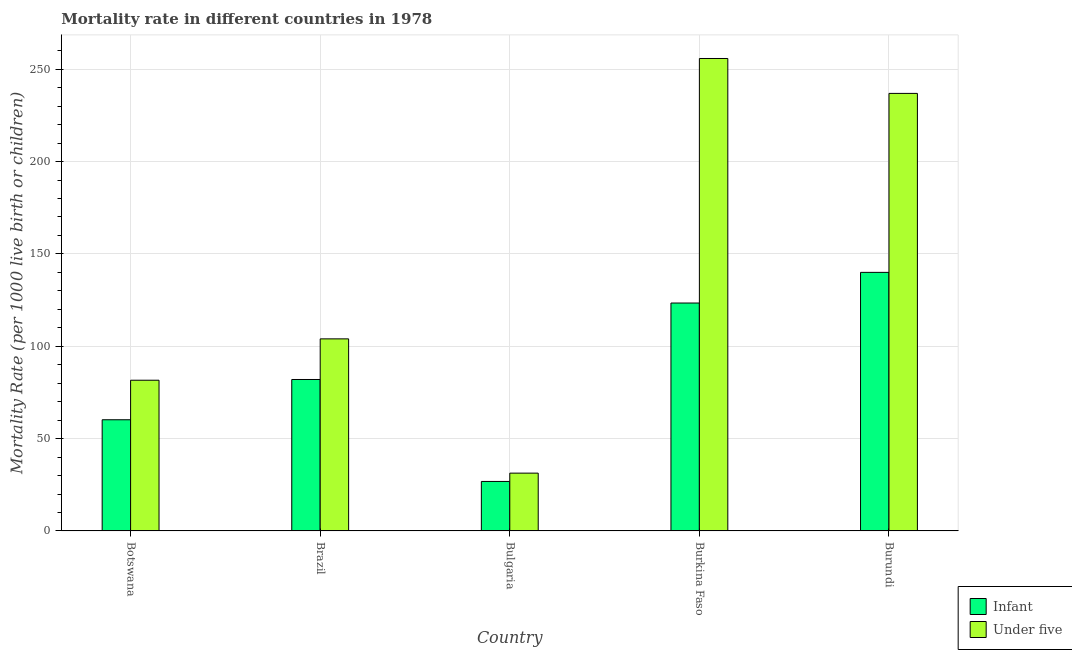 Mortality rate in different countries in 1978
Mortality Rate (per 1000 live birth or children)
250
200
150
100
50
0
Botswana
Brazil
Bulgaria
Burkina Faso
Burundi
Country
Infant
Under five